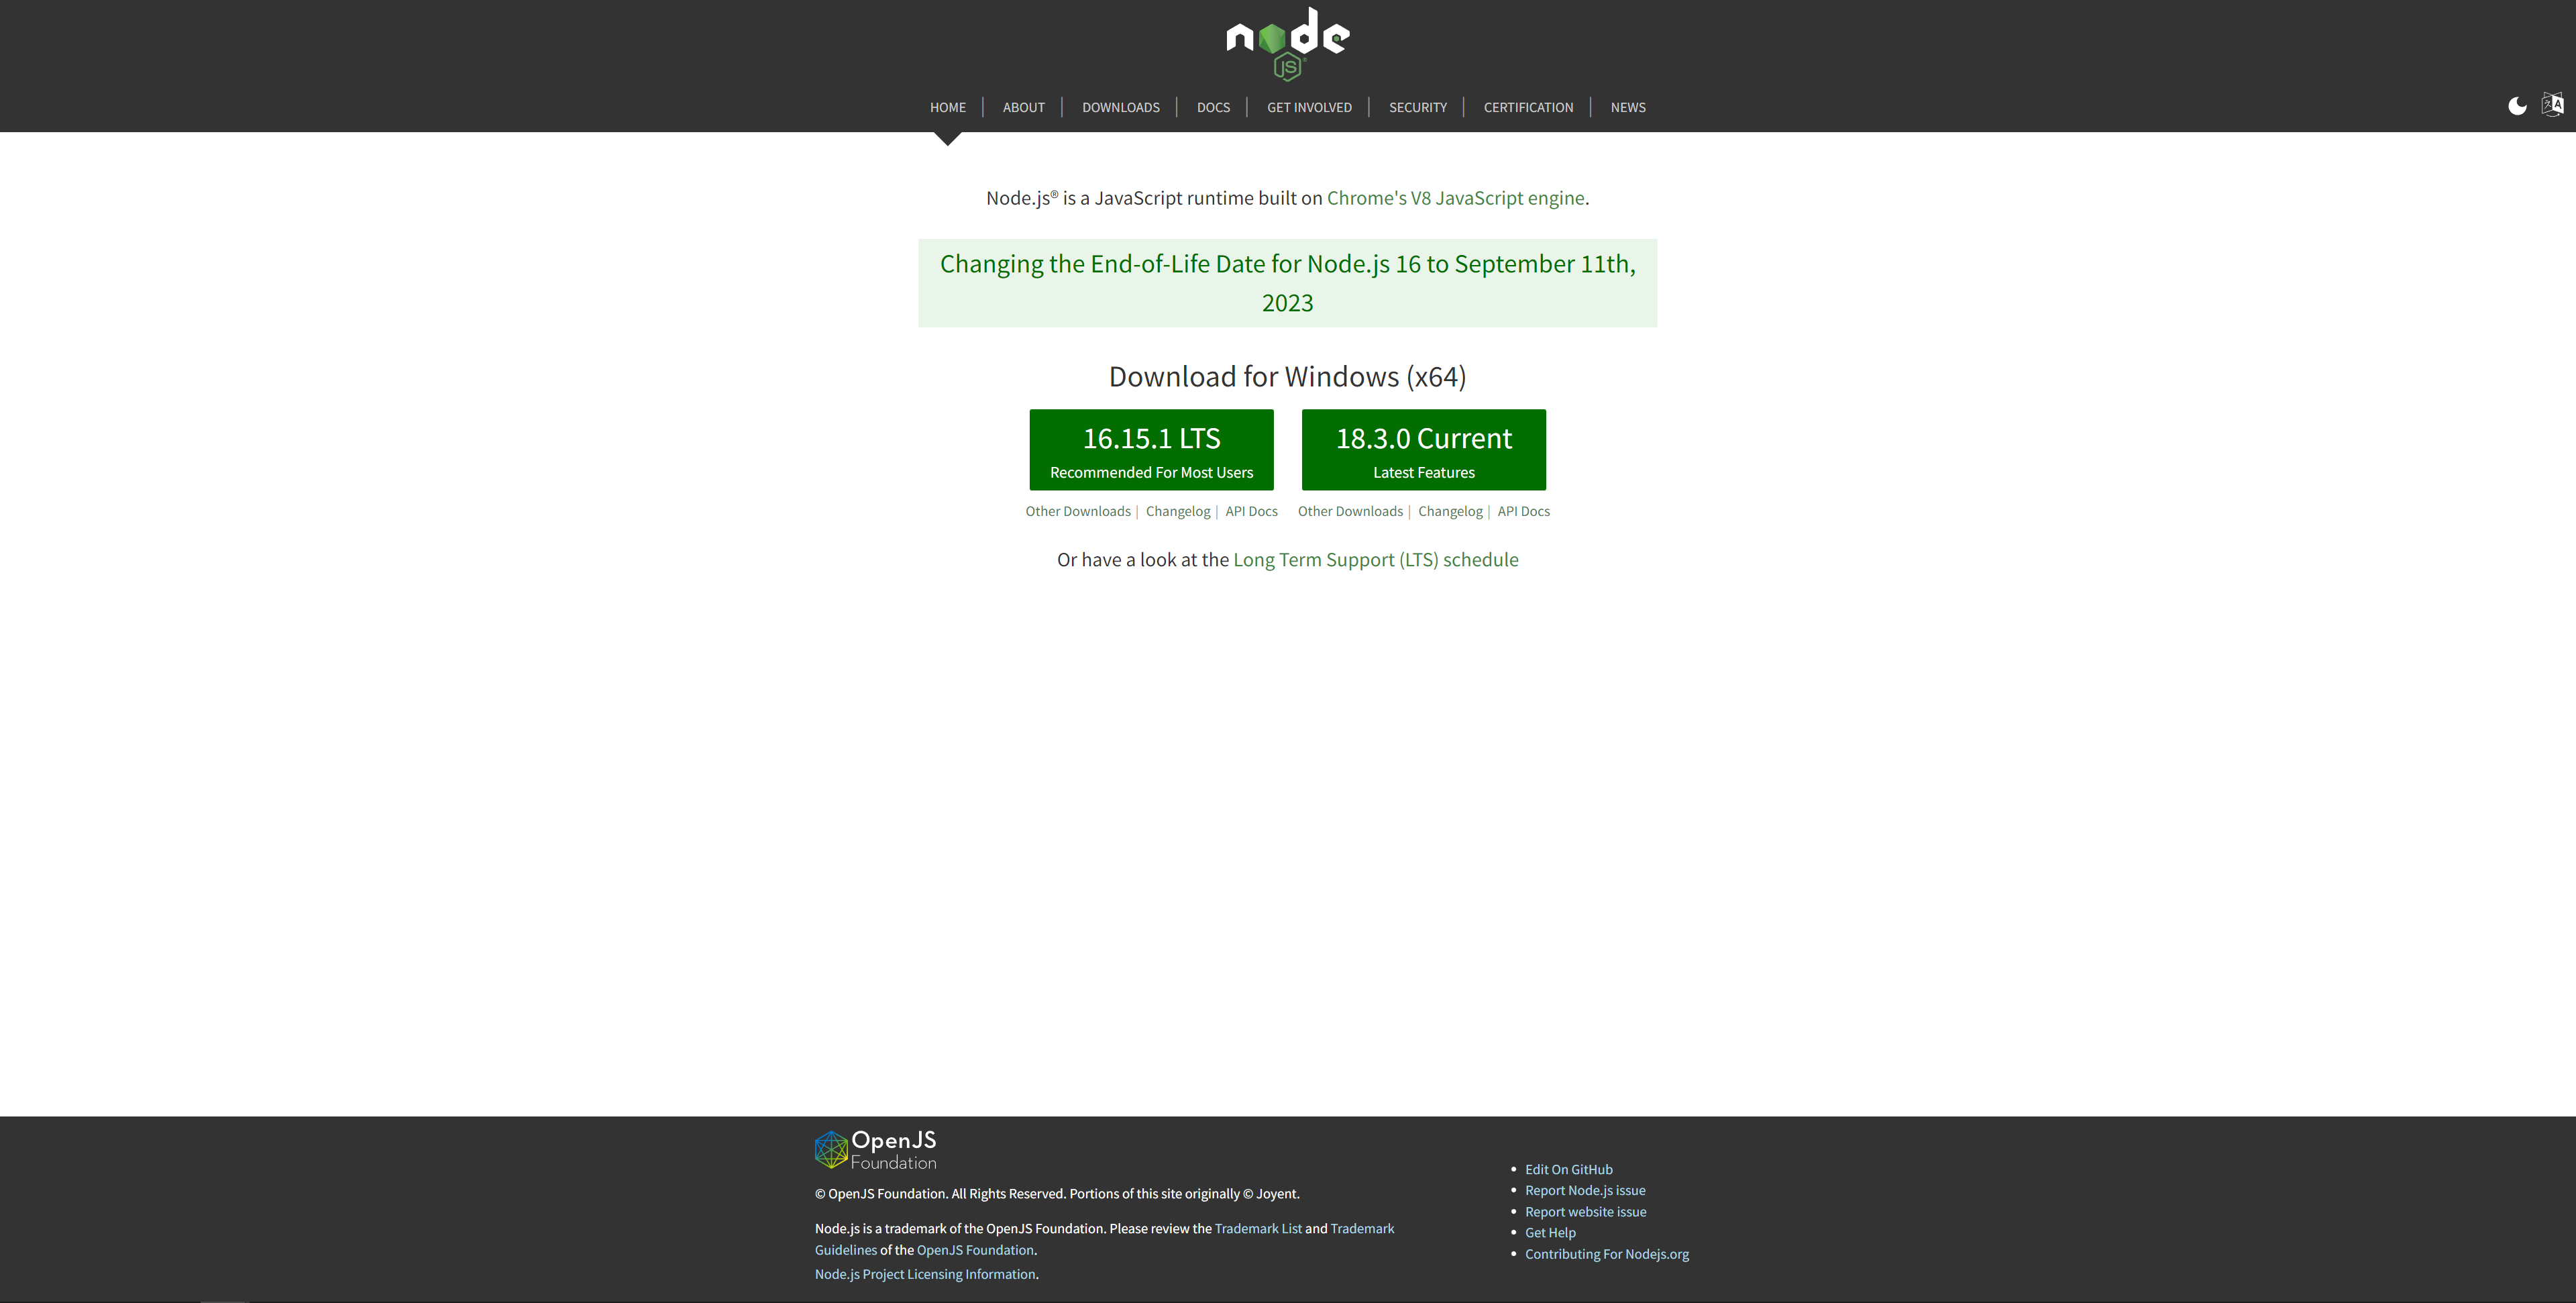 node
JS
HOME | ABOUT | DOWNLOADS | DOCS | GET INVOLVED | SECURITY | CERTIFICATION | NEWS
Node.js® is a JavaScript runtime built on Chrome's V8 JavaScript engine.
Changing the End-of-Life Date for Node.js 16 to September 11th,
2023
Download for Windows (x64)
16.15.1 LTS
Recommended For Most Users
18.3.0 Current
Latest Features
Other Downloads | Changelog | API Docs
Other Downloads | Changelog | API Docs
Or have a look at the Long Term Support (LTS) schedule
OpenJS
Foundation
© OpenJS Foundation. All Rights Reserved. Portions of this site originally © Joyent.
Node.js is a trademark of the OpenJS Foundation. Please review the Trademark List and Trademark
Guidelines of the OpenJS Foundation.
Node.js Project Licensing Information.
Edit On GitHub
Report Node.js issue
Report website issue
Get Help
Contributing For Nodejs.org